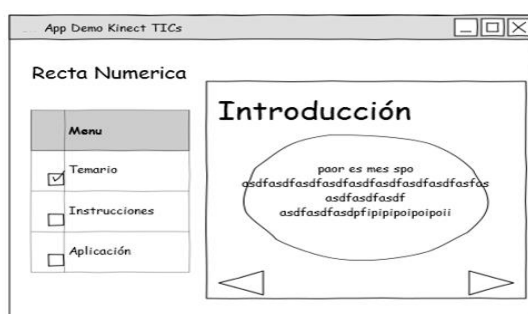 App Demo Kinect TICs
Recta Numerica
Introducción
Menu
Temario
Instrucciones
Aplicación
paor es mes spo
asdfasdfasdfasdfasdfasdfasdfasdfasfas
asdfasdfasdf
asdfasdfasdpfipipipoipoipoii